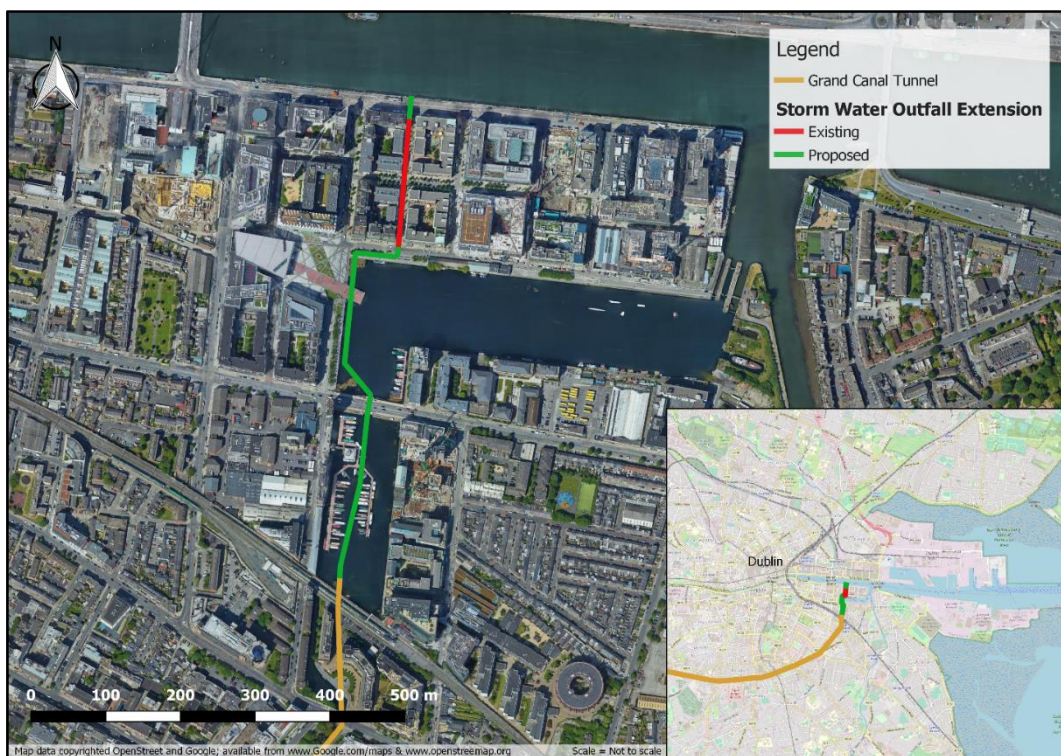 N
Legend
Grand Canal Tunnel
Storm Water Outfall Extension
Existing
Proposed
Dublin
0 100 200 300 400 500 m
Map data copyrighted OpenStreet and Google; available from www.Google.com/maps & www.openstreetmap.org
Scale = Not to scale